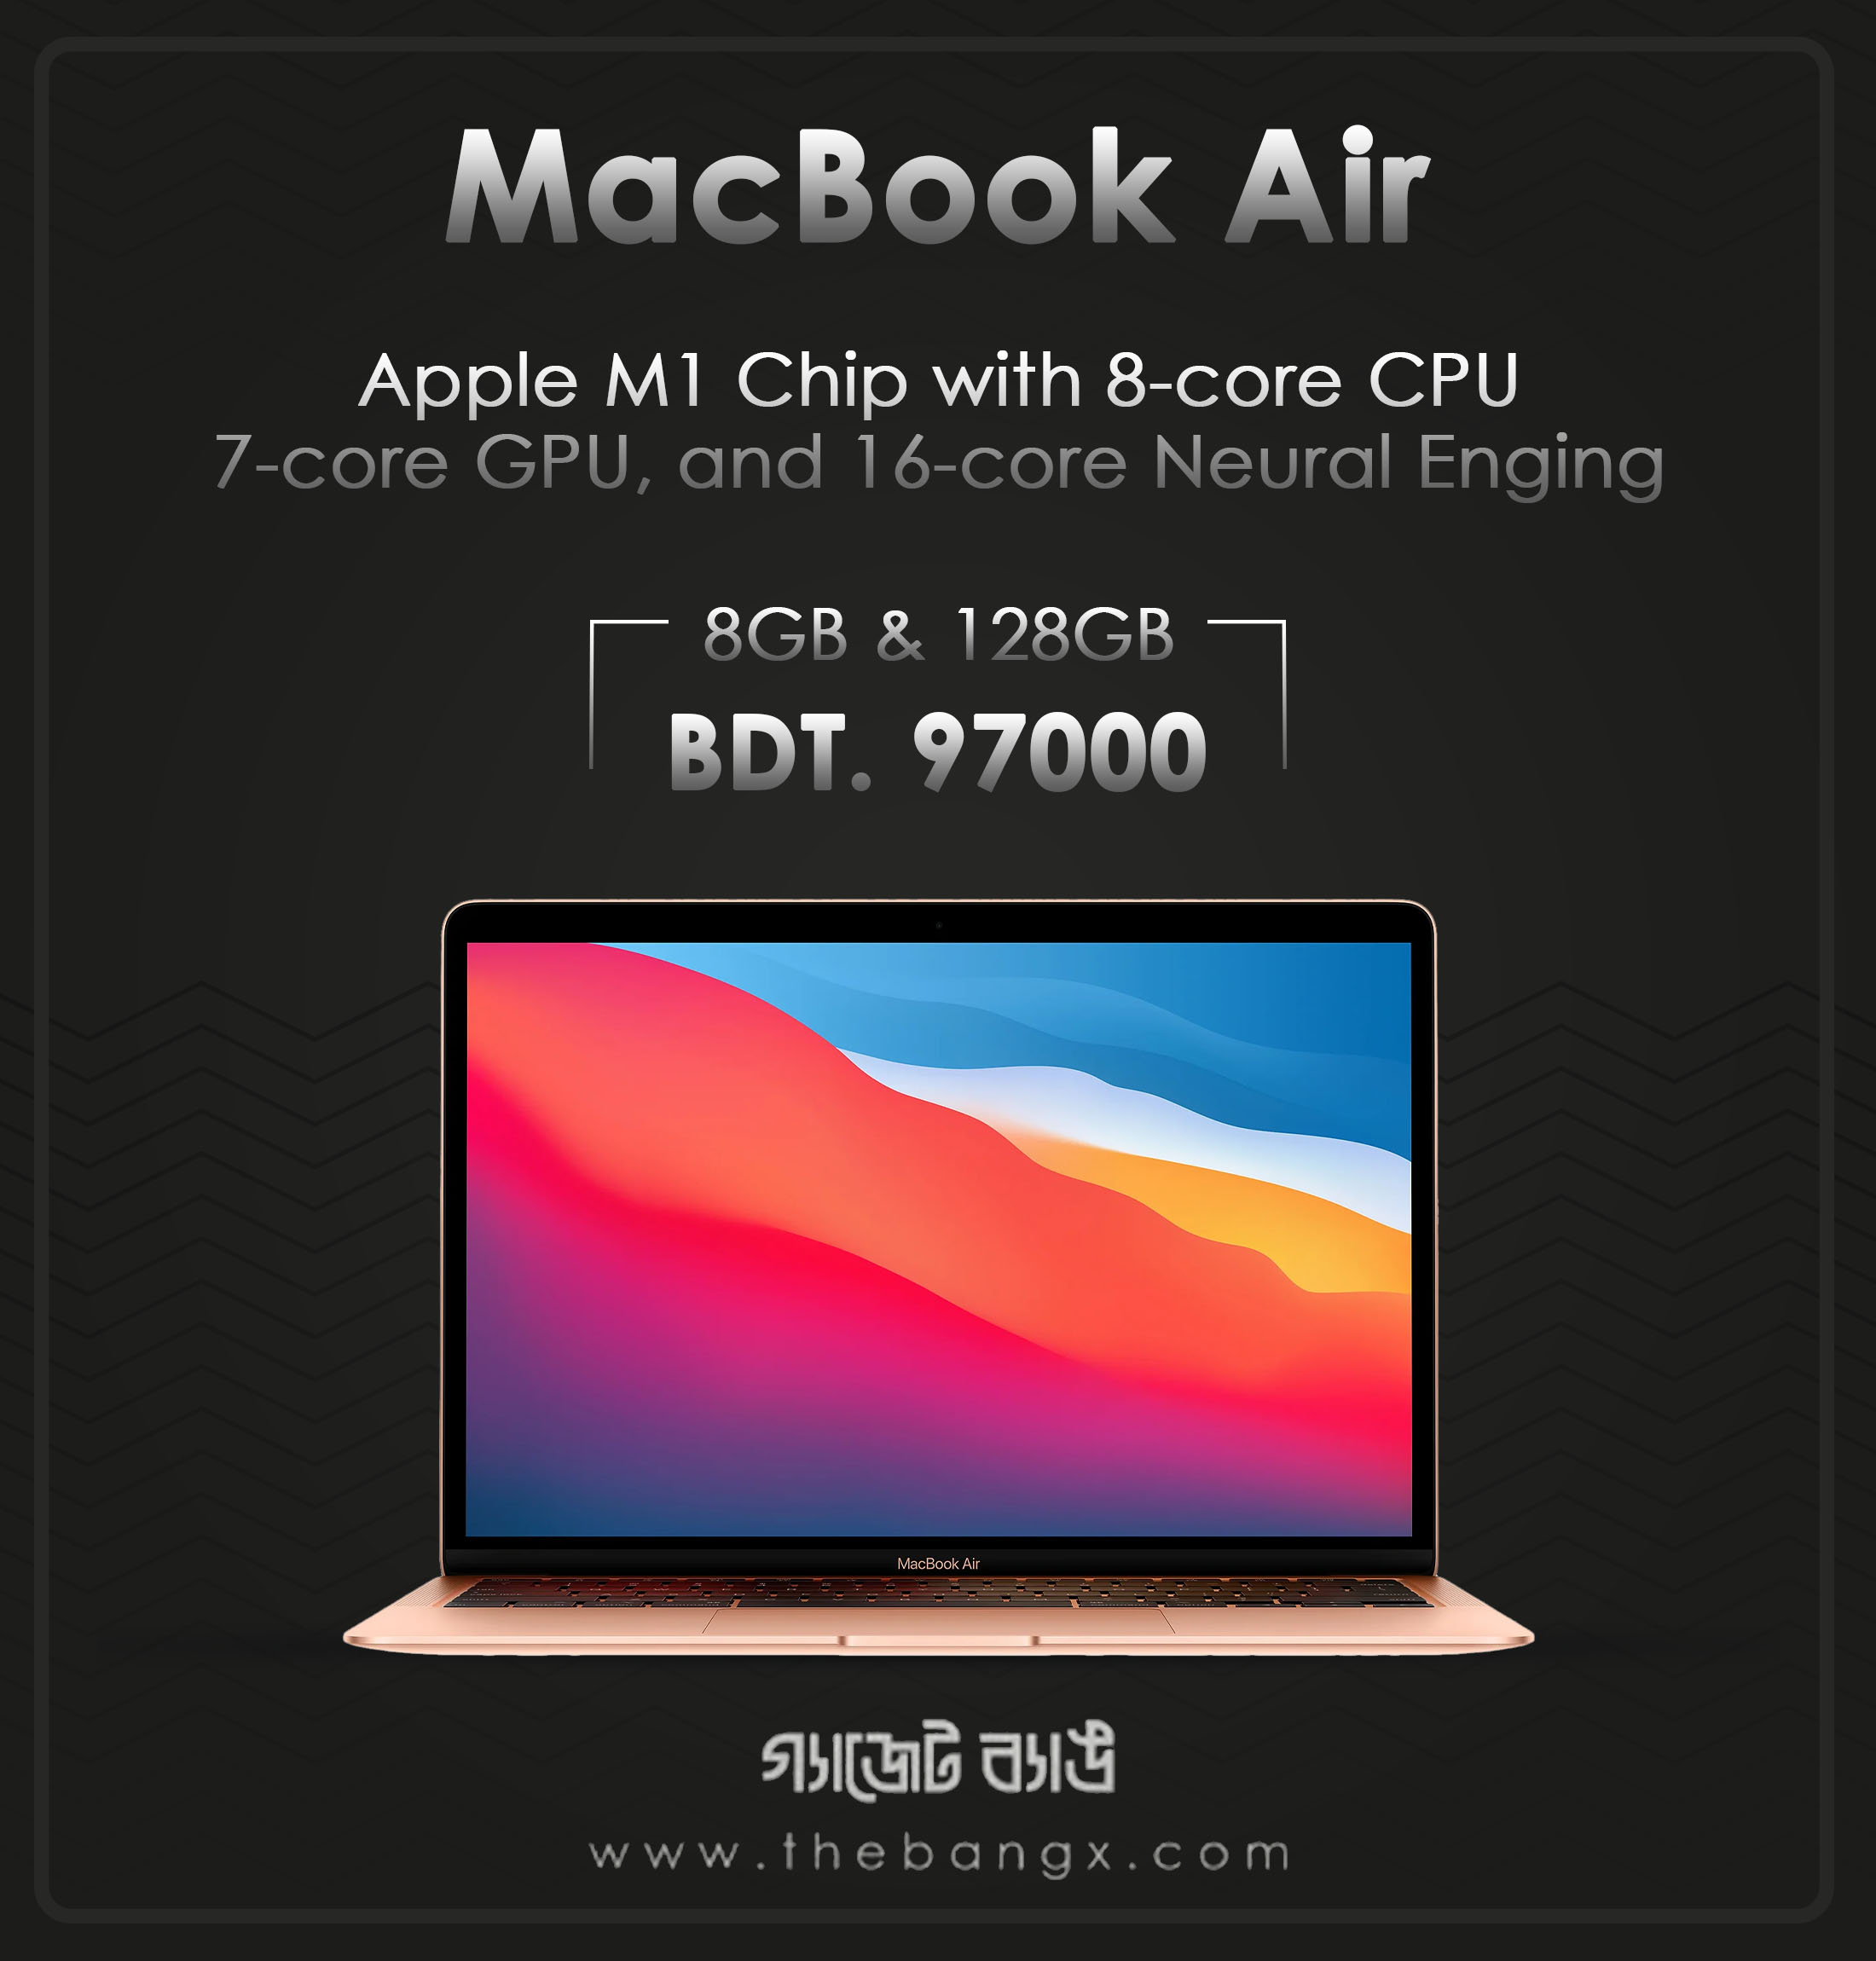 MacBook Air
Apple M1 Chip with 8-core CPU
7-core GPU, and 16-core Neural Enging
8GB & 128GB
BDT. 97000
MacBook Air
গ্যাজেট ব্যাঙ
www.thebangx.com